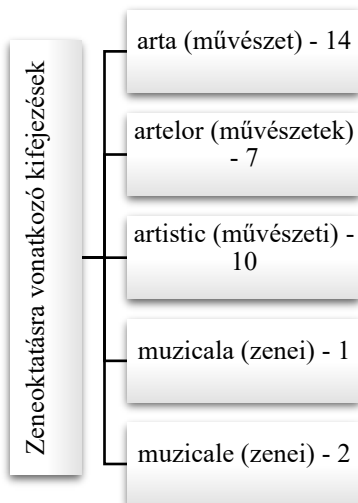 Zeneoktatásra vonatkozó kifejezések
arta (művészet) - 14
artelor (művészetek)
- 7
artistic (művészeti) -
10
muzicala (zenei) - 1
muzicale (zenei) - 2